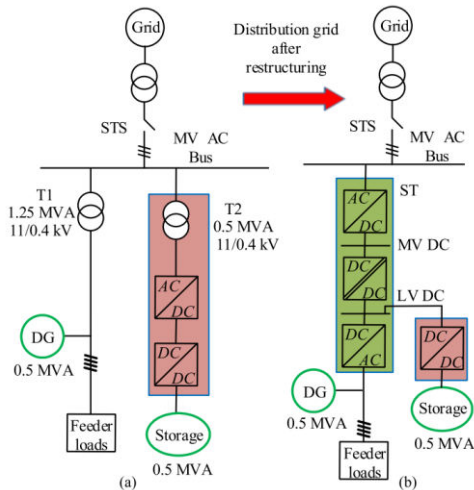 Grid
STS
MV AC
Bus
T1
1.25 MVA
11/0.4 kV
T2
0.5 MVA
11/0.4 kV
AC
DC
DC
DC
DG
0.5 MVA
Feeder
loads
Storage
0.5 MVA
(a)
Distribution grid
after
restructuring
Grid
STS
MV AC
Bus
ST
AC
DC
MV DC
DC
DC
LV DC
DC
AC
DC
DC
DG
0.5 MVA
Storage
0.5 MVA
Feeder
loads
(b)